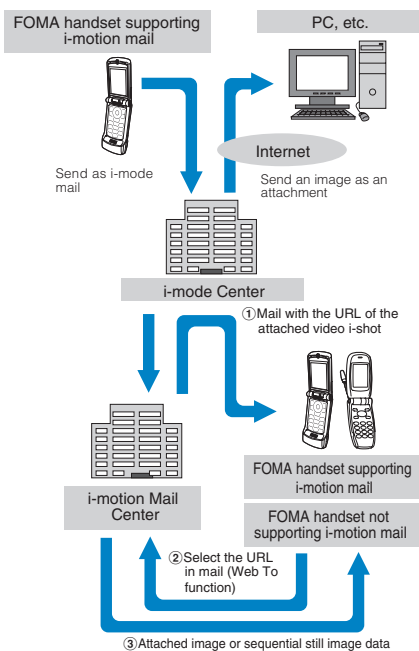 FOMA handset supporting
i-motion mail
PC, etc.
Internet
Send as i-mode
mail
Send an image as an
attachment
i-mode Center
①Mail with the URL of the
attached video i-shot
FOMA handset supporting
i-motion mail
i-motion Mail
Center
FOMA handset not
supporting i-motion mail
②Select the URL
in mail (Web To
function)
③Attached image or sequential still image data